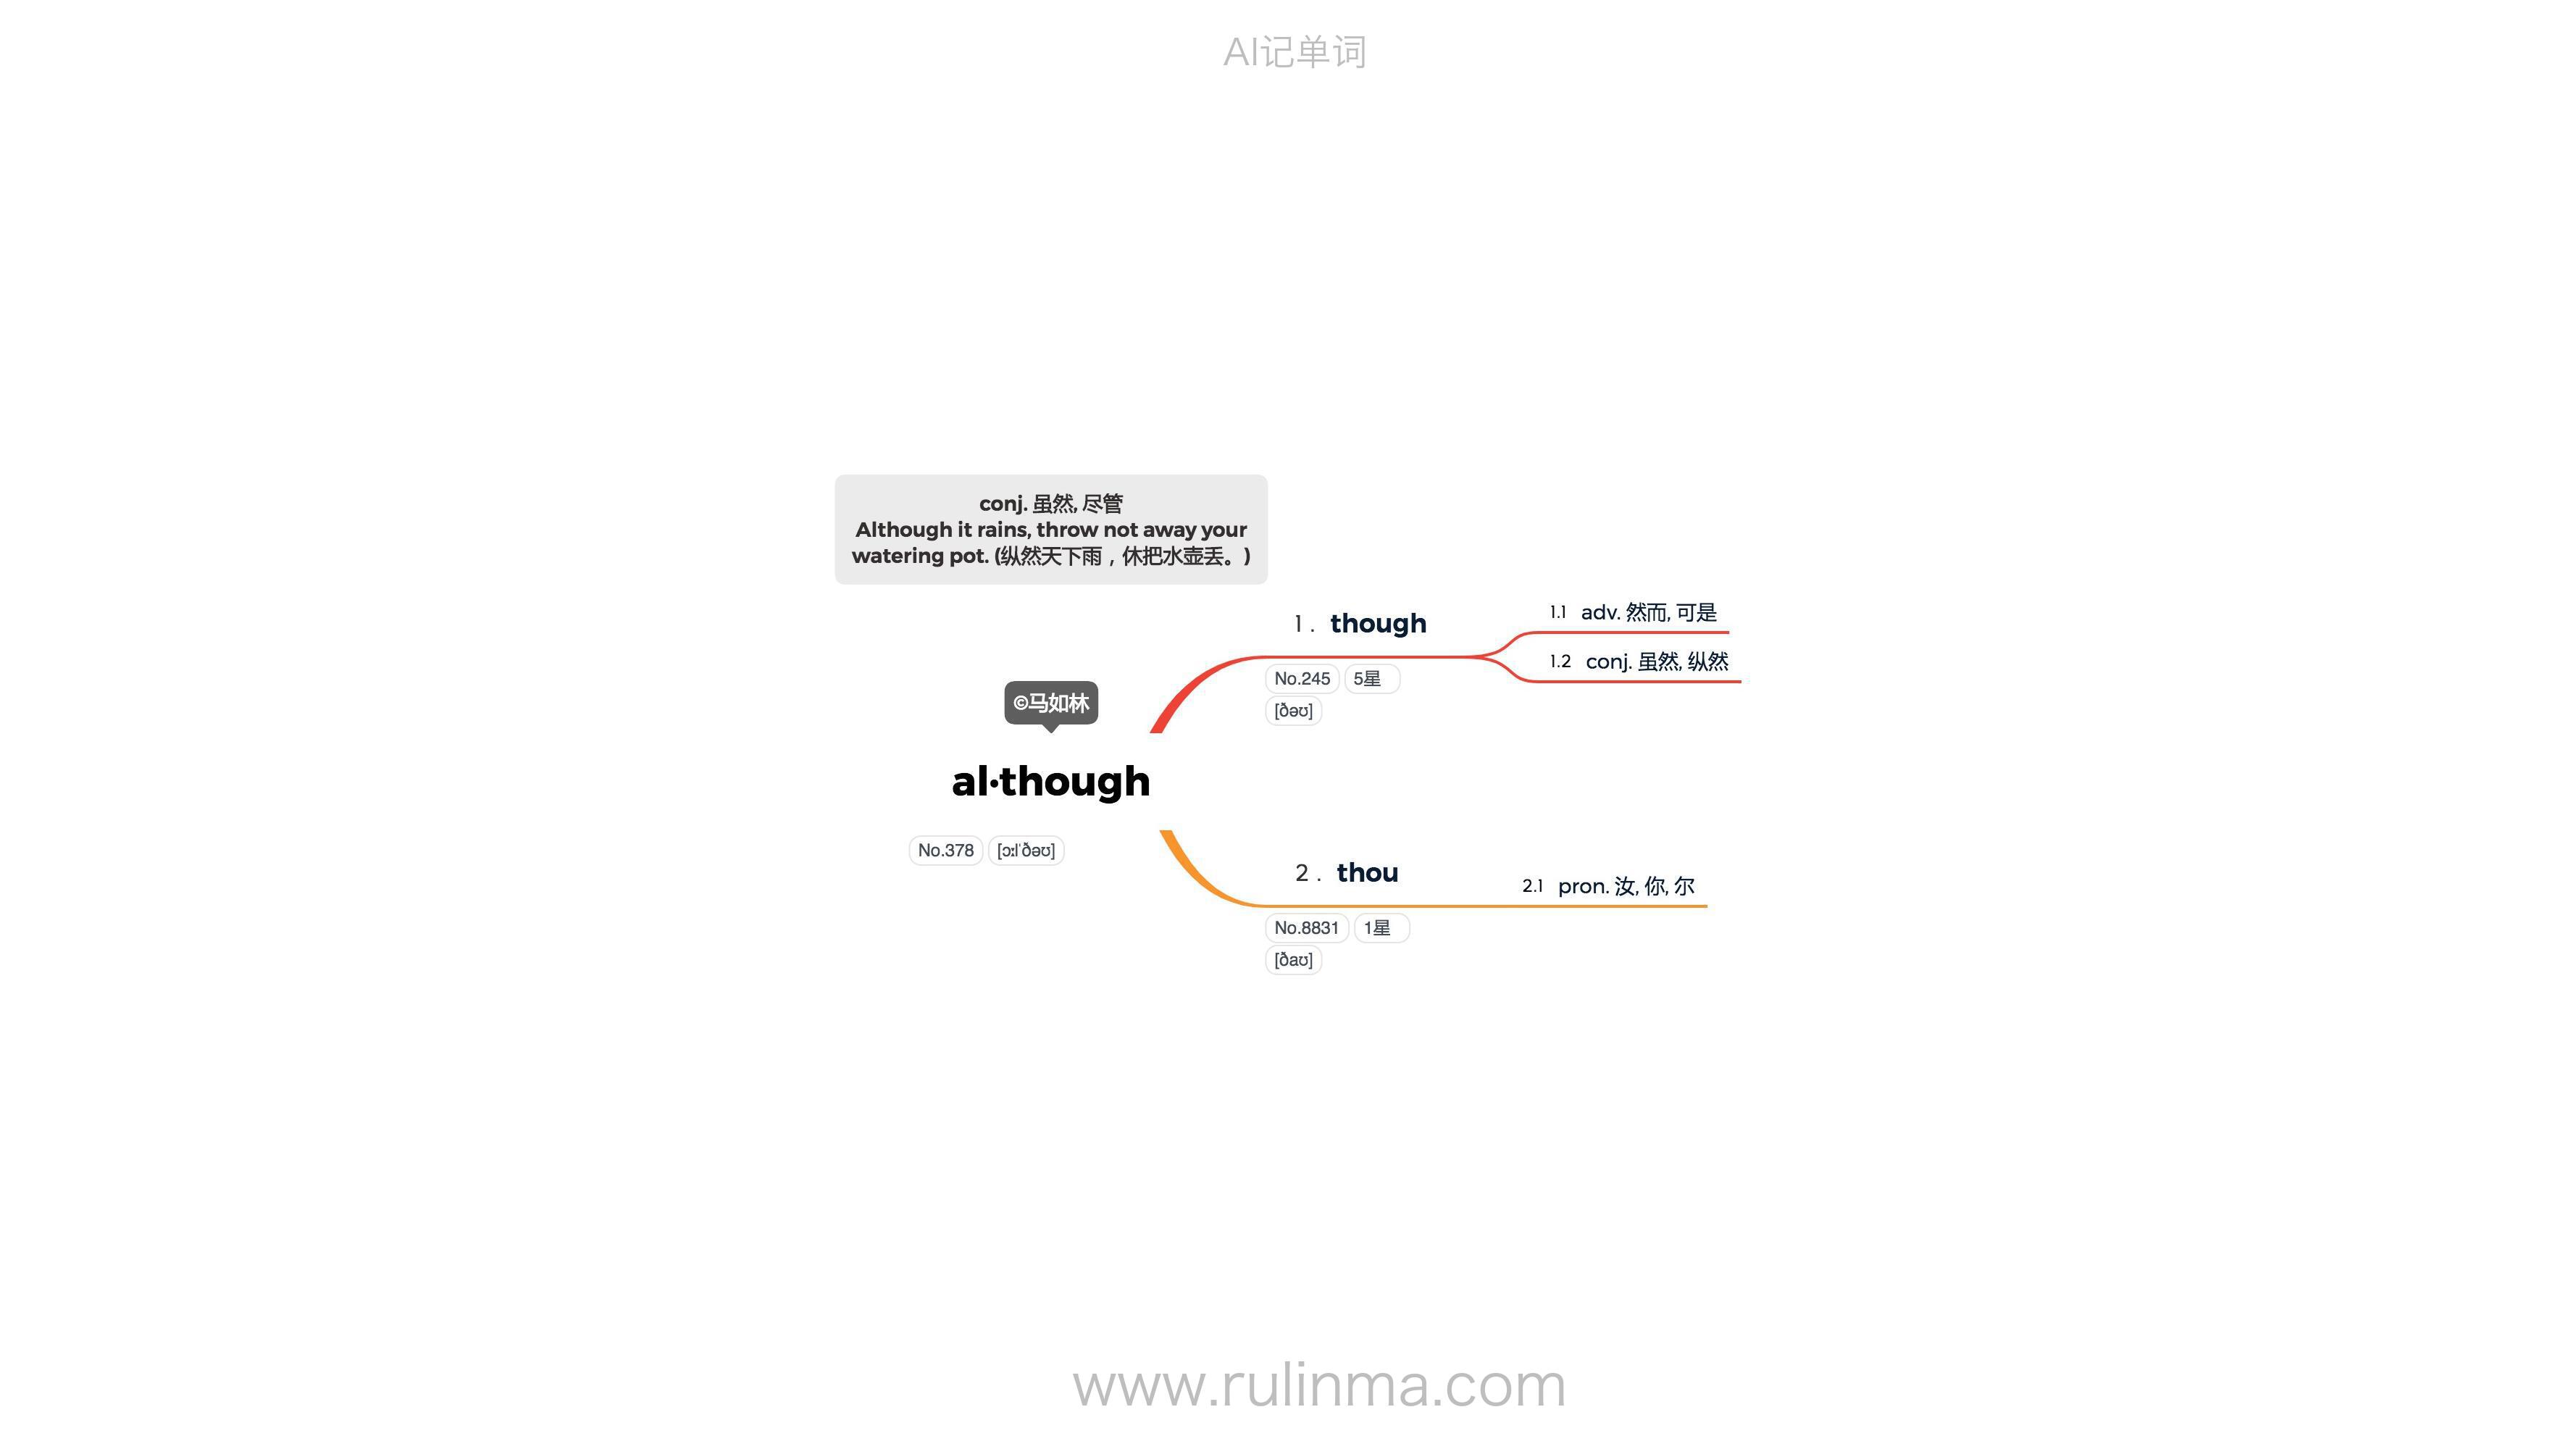 AI记单词
conj. 虽然, 尽管
Although it rains, throw not away your
watering pot. (纵然天下雨，休把水壶丢。)
©马如林
al·though
No.378 [ɔːlˈðəʊ]
1. though
No.245 5星
[ðəʊ]
1.1 adv. 然而, 可是
1.2 conj. 虽然, 纵然
2. thou
No.8831 1星
[ðaʊ]
2.1 pron. 汝, 你, 尔
www.rulinma.com